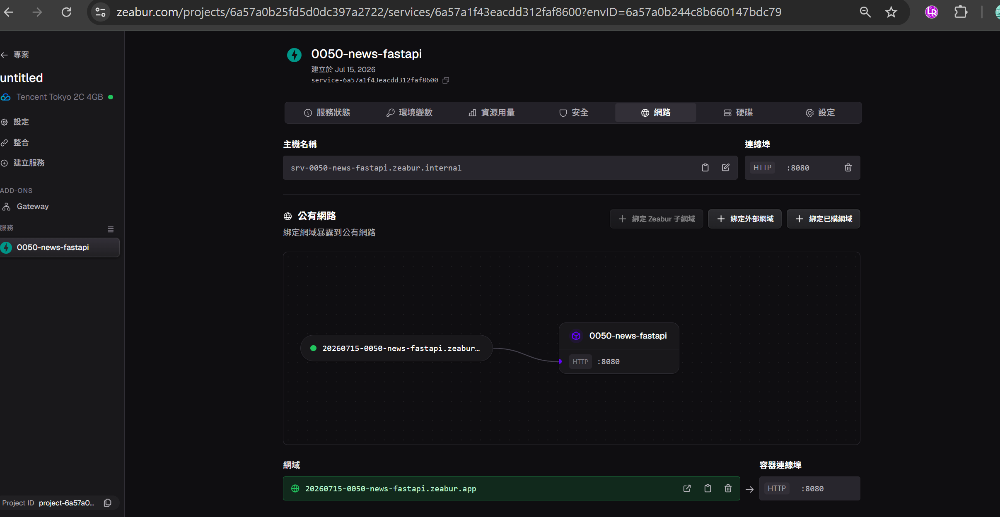 zeabur.com/projects/6a57a0b25fd5d0dc397a2722/services/6a57a1f43eacdd312faf8600?envID=6a57a0b244c8b660147bdc79
專案
untitled
Tencent Tokyo 2C 4GB
設定
整合
建立服務
ADD-ONS
Gateway
服務
0050-news-fastapi
Project ID project-6a57a0...
0050-news-fastapi
建立於 Jul 15, 2026
service-6a57a1f43eacdd312faf8600
服務狀態 環境變數 資源用量 安全 網路 硬碟 設定
主機名稱 連線埠
srv-0050-news-fastapi.zeabur.internal HTTP :8080
公有網路
綁定網域暴露到公有網路
綁定 Zeabur 子網域 綁定外部網域 綁定已購網域
0050-news-fastapi
20260715-0050-news-fastapi.zeabur...
HTTP :8080
網域 容器連線埠
20260715-0050-news-fastapi.zeabur.app HTTP :8080